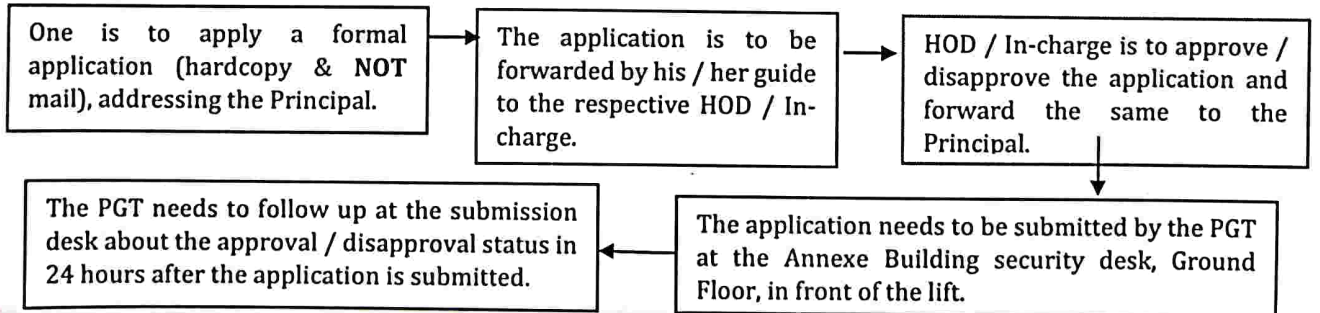 One is to apply a formal
application (hardcopy & NOT
mail), addressing the Principal.
The application is to be
forwarded by his / her guide
to the respective HOD / In-
charge.
HOD / In-charge is to approve /
disapprove the application and
forward the same to the
Principal.
The application needs to be submitted by the PGT
at the Annexe Building security desk, Ground
Floor, in front of the lift.
The PGT needs to follow up at the submission
desk about the approval / disapproval status in
24 hours after the application is submitted.